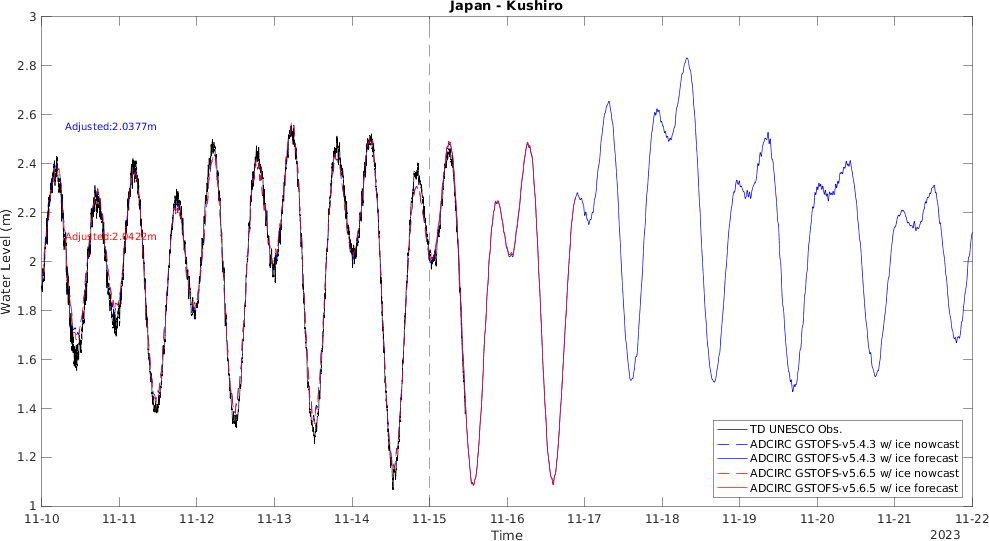 Japan - Kushiro
3
2.8
2.6
2.4
2.2
2
1.8
1.6
1.4
1.2
1
Water Level (m)
Adjusted:2.0377m
Adjusted:2.0422m
TD UNESCO Obs.
ADCIRC GSTOFS-v5.4.3 w/ ice nowcast
ADCIRC GSTOFS-v5.4.3 w/ ice forecast
ADCIRC GSTOFS-v5.6.5 w/ ice nowcast
ADCIRC GSTOFS-v5.6.5 w/ ice forecast
11-10 11-11 11-12 11-13 11-14 11-15 11-16 11-17 11-18 11-19 11-20 11-21 11-22
Time
2023